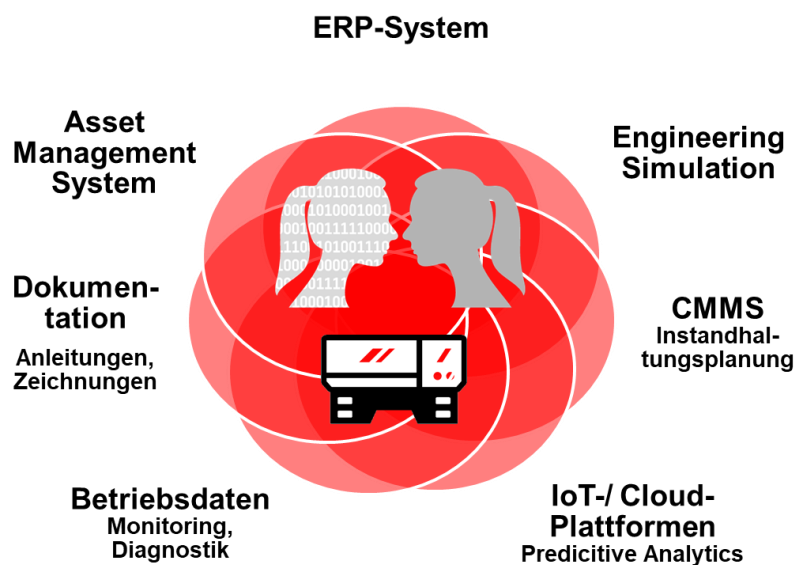 ERP-System
Asset
Management
System
Engineering
Simulation
Dokumen-
tation
Anleitungen,
Zeichnungen
CMMS
Instandhal-
tungsplanung
Betriebsdaten
Monitoring,
Diagnostik
IoT-/ Cloud-
Plattformen
Predicitive Analytics